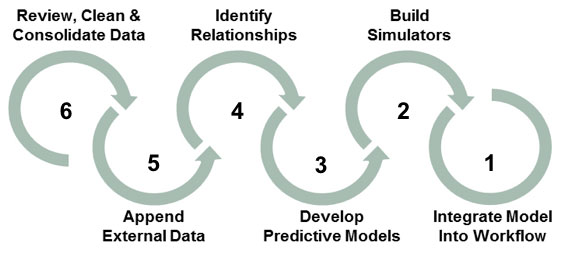 Review, Clean &
Consolidate Data
Identify
Relationships
Build
Simulators
6
4
2
5
3
1
Append
External Data
Develop
Predictive Models
Integrate Model
Into Workflow